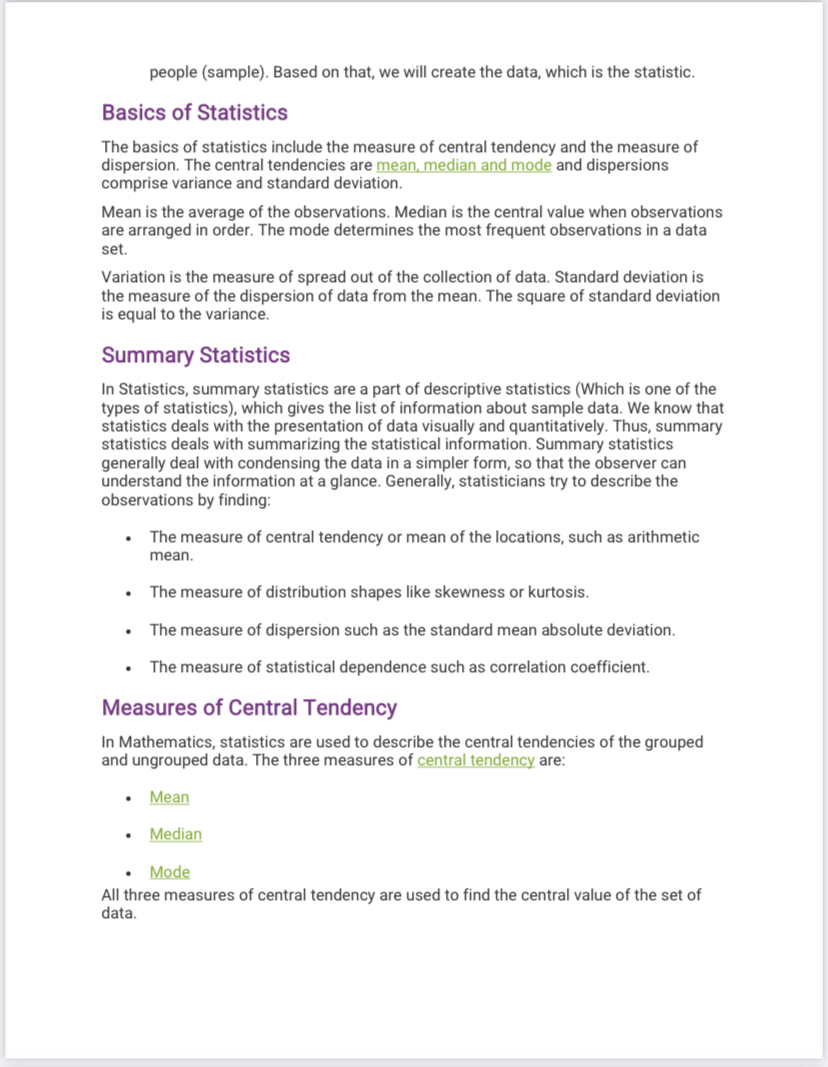 people (sample). Based on that, we will create the data, which is the statistic.
Basics of Statistics
The basics of statistics include the measure of central tendency and the measure of
dispersion. The central tendencies are mean, median and mode and dispersions
comprise variance and standard deviation.
Mean is the average of the observations. Median is the central value when observations
are arranged in order. The mode determines the most frequent observations in a data
set.
Variation is the measure of spread out of the collection of data. Standard deviation is
the measure of the dispersion of data from the mean. The square of standard deviation
is equal to the variance.
Summary Statistics
In Statistics, summary statistics are a part of descriptive statistics (Which is one of the
types of statistics), which gives the list of information about sample data. We know that
statistics deals with the presentation of data visually and quantitatively. Thus, summary
statistics deals with summarizing the statistical information. Summary statistics
generally deal with condensing the data in a simpler form, so that the observer can
understand the information at a glance. Generally, statisticians try to describe the
observations by finding:
• The measure of central tendency or mean of the locations, such as arithmetic
mean.
• The measure of distribution shapes like skewness or kurtosis.
• The measure of dispersion such as the standard mean absolute deviation.
• The measure of statistical dependence such as correlation coefficient.
Measures of Central Tendency
In Mathematics, statistics are used to describe the central tendencies of the grouped
and ungrouped data. The three measures of central tendency are:
• Mean
• Median
• Mode
All three measures of central tendency are used to find the central value of the set of
data.